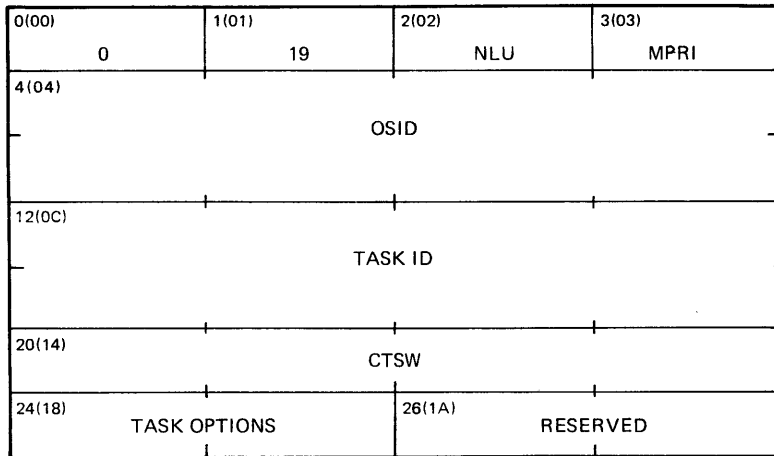 0(00) 1(01) 2(02) 3(03)
0 19 NLU MPRI
4(04)
OSID
12(0C)
TASK ID
20(14)
CTSW
24(18) 26(1A)
TASK OPTIONS RESERVED